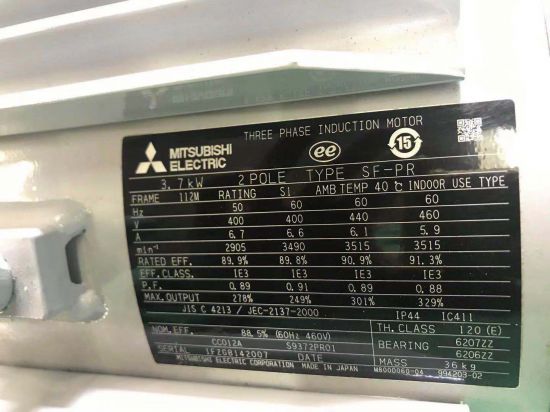 THREE PHASE INDUCTION MOTOR
MITSUBISHI
ELECTRIC
ee
15
3.7kW 2 POLE TYPE SF-PR
FRAME 112M RATING S1 AMB TEMP 40℃ INDOOR USE TYPE
Hz 50 60 60 60
V 400 400 440 460
A 6.7 6.6 6.1 5.9
min⁻¹ 2905 3490 3515 3515
RATED EFF. 89.9% 89.8% 90.9% 91.3%
EFF.CLASS. IE3 IE3 IE3 IE3
P.F. 0.89 0.91 0.89 0.88
MAX.OUTPUT 278% 249% 301% 329%
JIS C 4213 / JEC-2137-2000 IP44 IC411
NOM.EFF. 88.5% (60Hz 460V) TH.CLASS 120(E)
CC012A S9372PR01 BEARING 6207ZZ
SERIAL DATE 6206ZZ
MITSUBISHI ELECTRIC CORPORATION MADE IN JAPAN MASS 36kg
994203-02